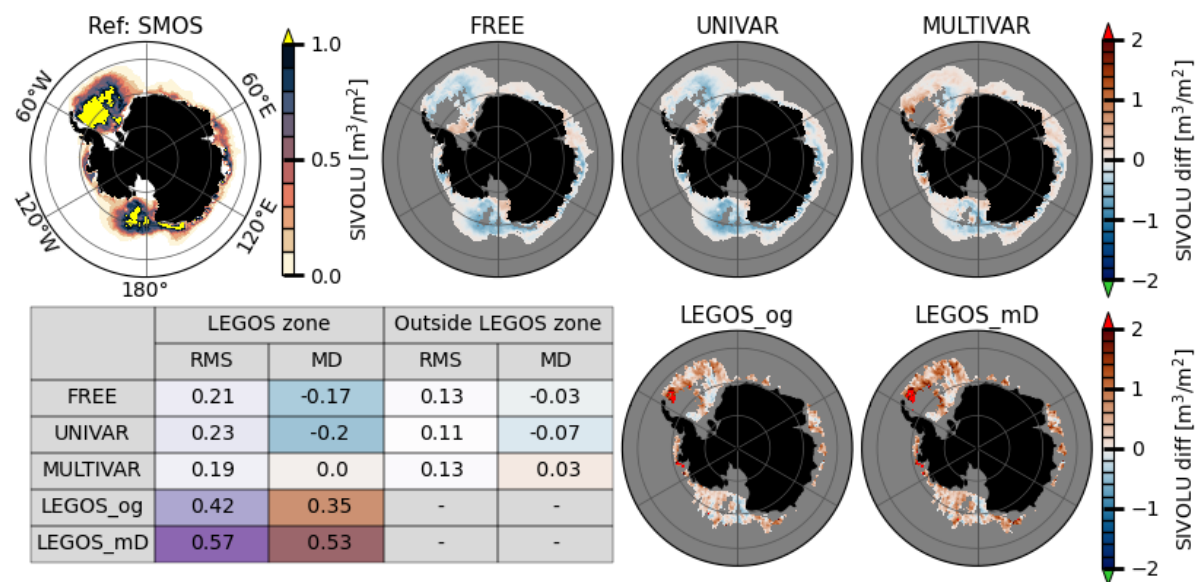 Ref: SMOS
FREE
UNIVAR
MULTIVAR
60°W
60°E
120°W
120°E
180°
1.0
0.5
0.0
SIVOLU [m³/m²]
2
1
0
−1
−2
SIVOLU diff [m³/m²]
LEGOS zone Outside LEGOS zone
RMS MD RMS MD
FREE 0.21 -0.17 0.13 -0.03
UNIVAR 0.23 -0.2 0.11 -0.07
MULTIVAR 0.19 0.0 0.13 0.03
LEGOS_og 0.42 0.35 - -
LEGOS_mD 0.57 0.53 - -
LEGOS_og
LEGOS_mD
2
1
0
−1
−2
SIVOLU diff [m³/m²]